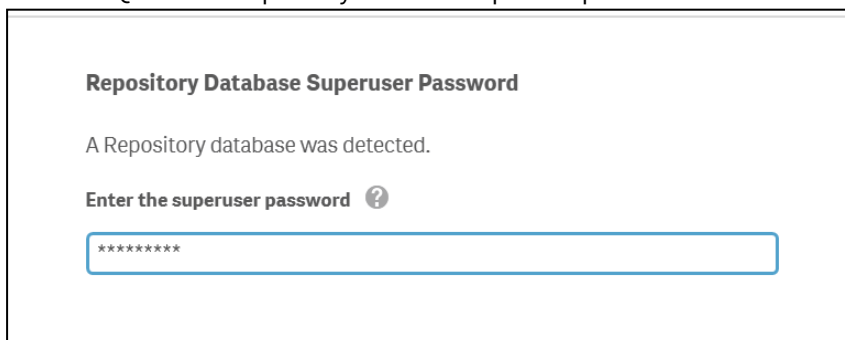 Repository Database Superuser Password
A Repository database was detected.
Enter the superuser password ?
*********